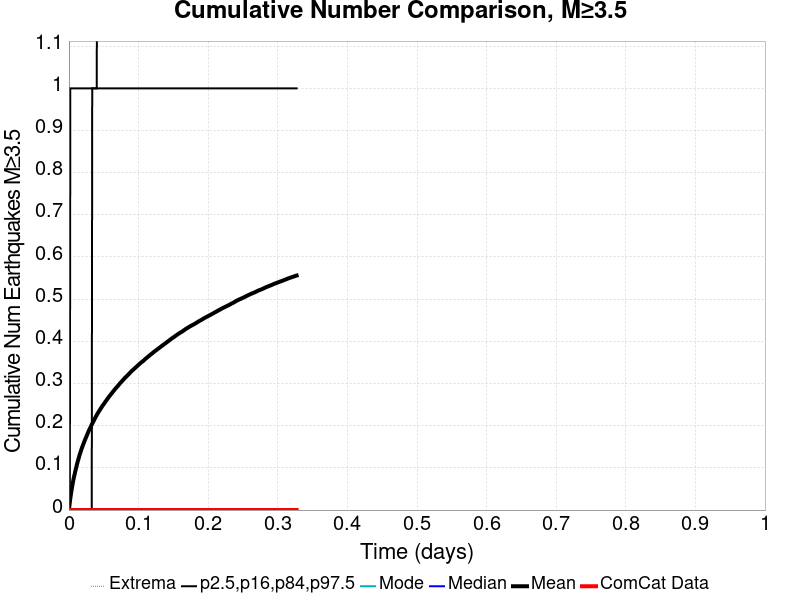 Cumulative Number Comparison, M≥3.5
Cumulative Num Earthquakes M≥3.5
1.1
1
0.9
0.8
0.7
0.6
0.5
0.4
0.3
0.2
0.1
0
0 0.1 0.2 0.3 0.4 0.5 0.6 0.7 0.8 0.9 1
Time (days)
Extrema p2.5,p16,p84,p97.5 Mode Median Mean ComCat Data